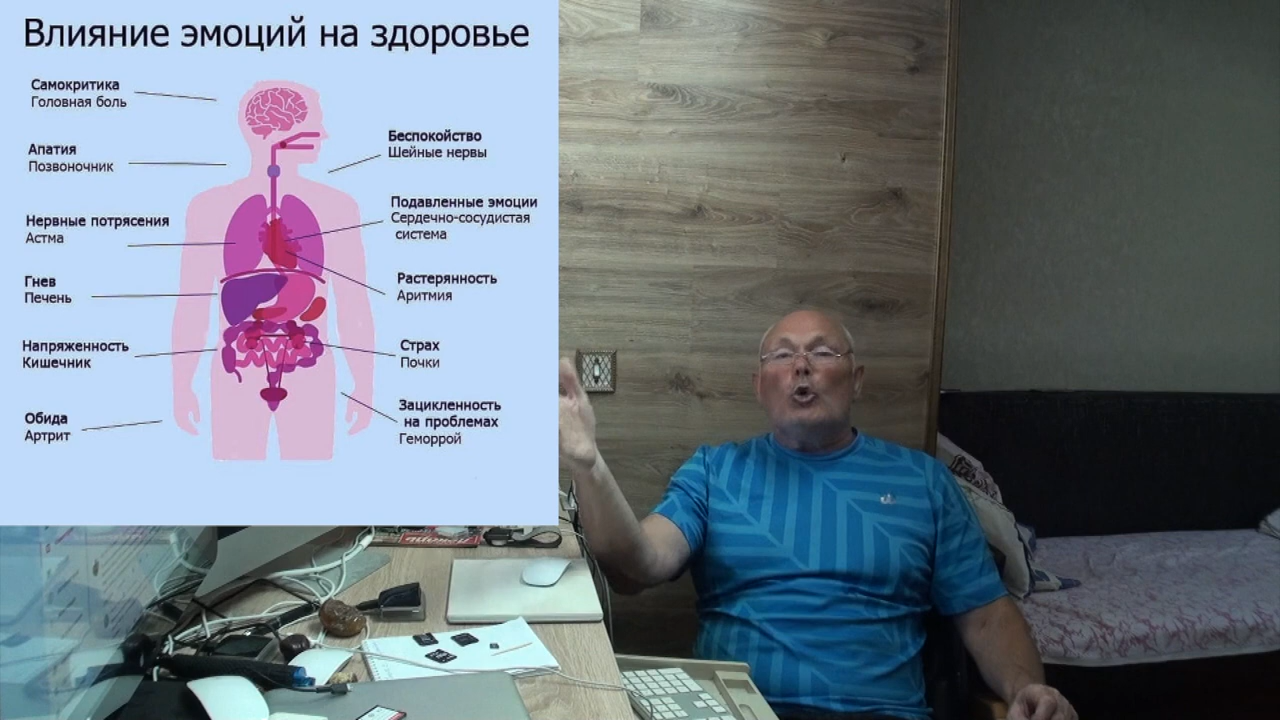 Влияние эмоций на здоровье
Самокритика
Головная боль
Апатия
Позвоночник
Нервные потрясения
Астма
Гнев
Печень
Напряженность
Кишечник
Обида
Артрит
Беспокойство
Шейные нервы
Подавленные эмоции
Сердечно-сосудистая
система
Растерянность
Аритмия
Страх
Почки
Зацикленность
на проблемах
Геморрой